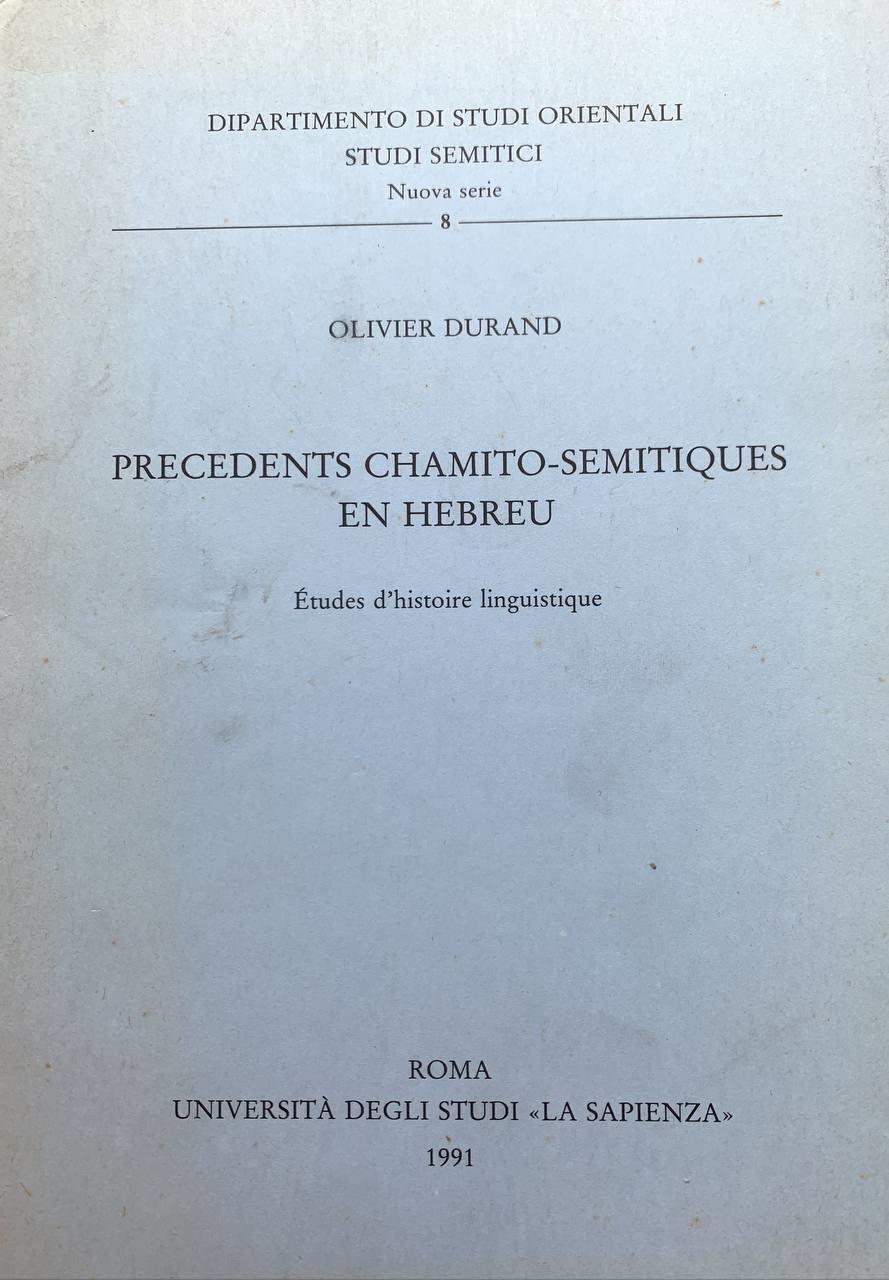 DIPARTIMENTO DI STUDI ORIENTALI
STUDI SEMITICI
Nuova serie
8
OLIVIER DURAND
PRECEDENTS CHAMITO-SEMITIQUES
EN HEBREU
Études d'histoire linguistique
ROMA
UNIVERSITÀ DEGLI STUDI «LA SAPIENZA»
1991